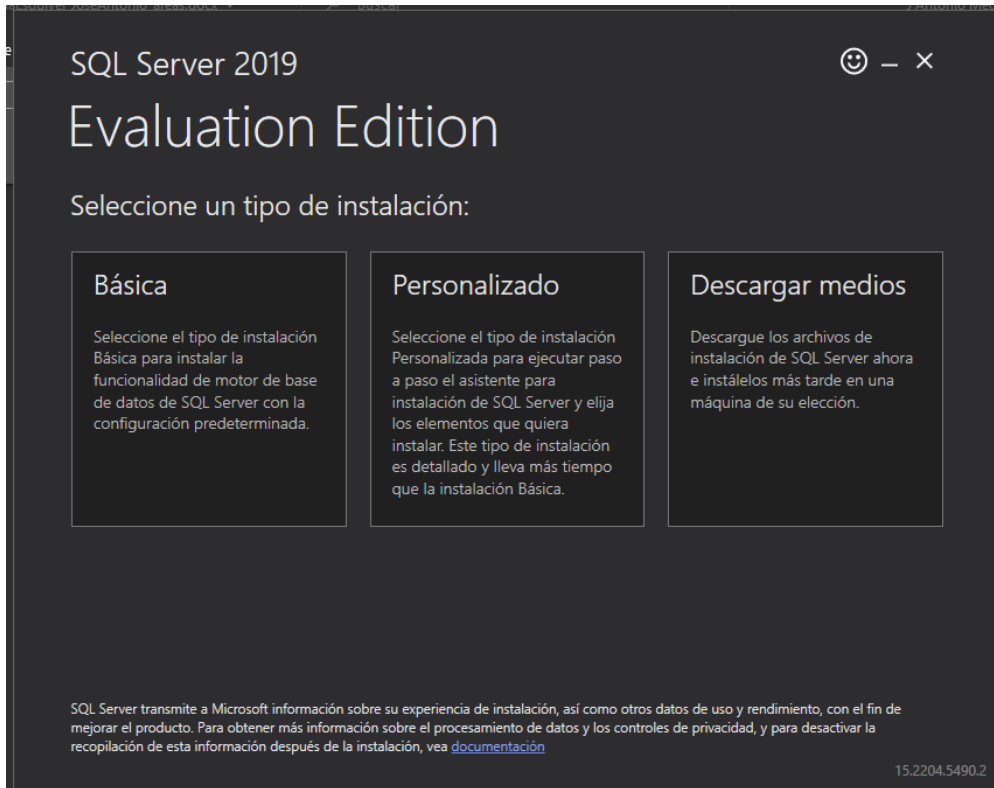 JoseAntonio_areas.docx
Buscar
SQL Server 2019
Evaluation Edition
Seleccione un tipo de instalación:
Básica
Seleccione el tipo de instalación
Básica para instalar la
funcionalidad de motor de base
de datos de SQL Server con la
configuración predeterminada.
Personalizado
Seleccione el tipo de instalación
Personalizada para ejecutar paso
a paso el asistente para
instalación de SQL Server y elija
los elementos que quiera
instalar. Este tipo de instalación
es detallado y lleva más tiempo
que la instalación Básica.
Descargar medios
Descargue los archivos de
instalación de SQL Server ahora
e instálelos más tarde en una
máquina de su elección.
SQL Server transmite a Microsoft información sobre su experiencia de instalación, así como otros datos de uso y rendimiento, con el fin de
mejorar el producto. Para obtener más información sobre el procesamiento de datos y los controles de privacidad, y para desactivar la
recopilación de esta información después de la instalación, vea documentación
15.2204.5490.2